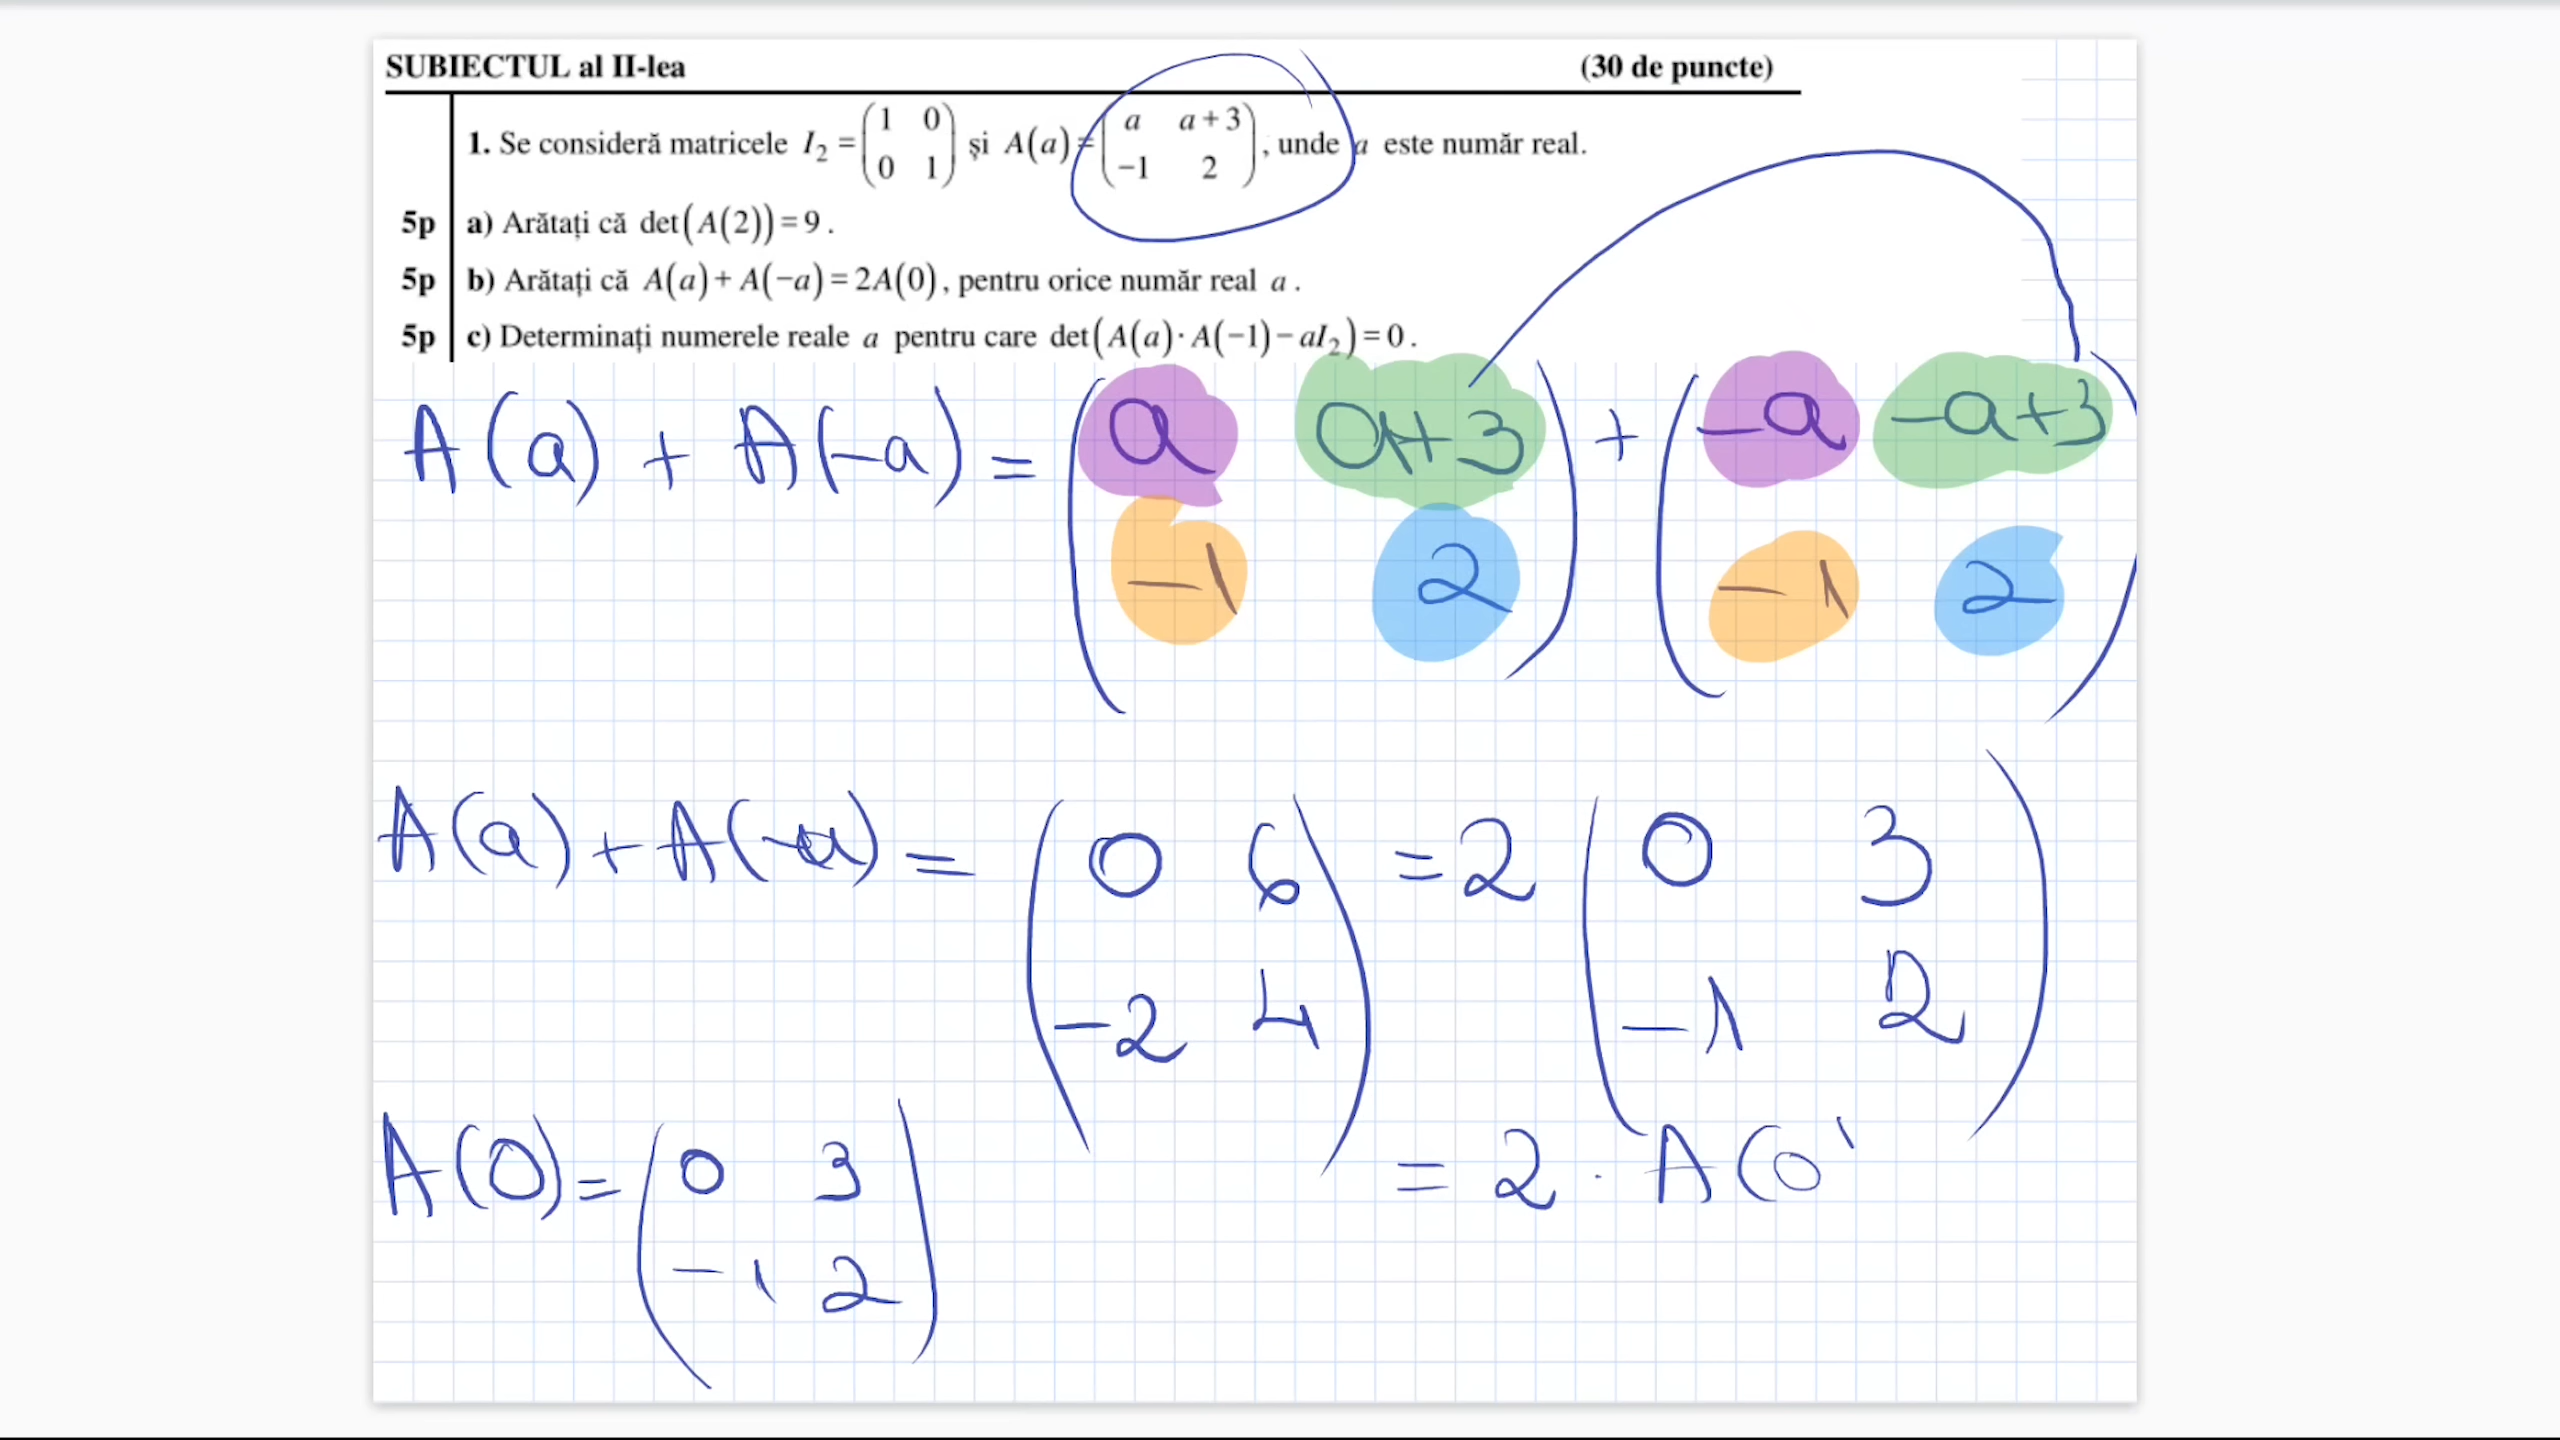 SUBIECTUL al II-lea (30 de puncte)
1. Se consideră matricele I₂ = (1 0 / 0 1) și A(a) = (a a+3 / −1 2), unde a este număr real.
5p a) Arătați că det(A(2)) = 9.
5p b) Arătați că A(a) + A(−a) = 2A(0), pentru orice număr real a.
5p c) Determinați numerele reale a pentru care det(A(a)·A(−1) − aI₂) = 0.
A(a) + A(−a) = (a a+3 / −1 2) + (−a −a+3 / −1 2)
A(a) + A(−a) = (0 6 / −2 4) = 2 (0 3 / −1 2)
A(0) = (0 3 / −1 2) = 2 · A(0